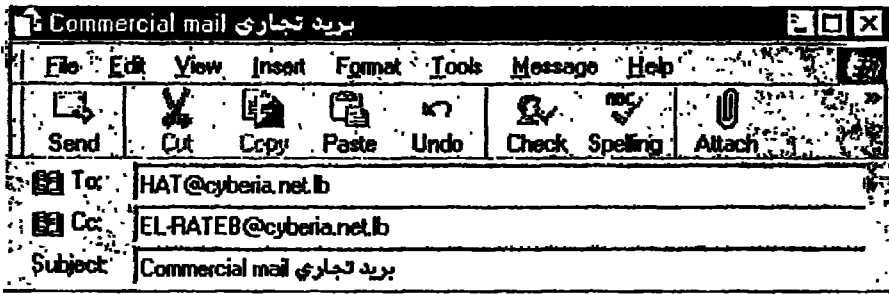 Commercial mail بريد تجاري
File Edit View Insert Format Tools Message Help
Send Cut Copy Paste Undo Check Spelling Attach
To: HAT@cyberia.net.lb
Cc: EL-RATEB@cyberia.net.lb
Subject: Commercial mail بريد تجاري